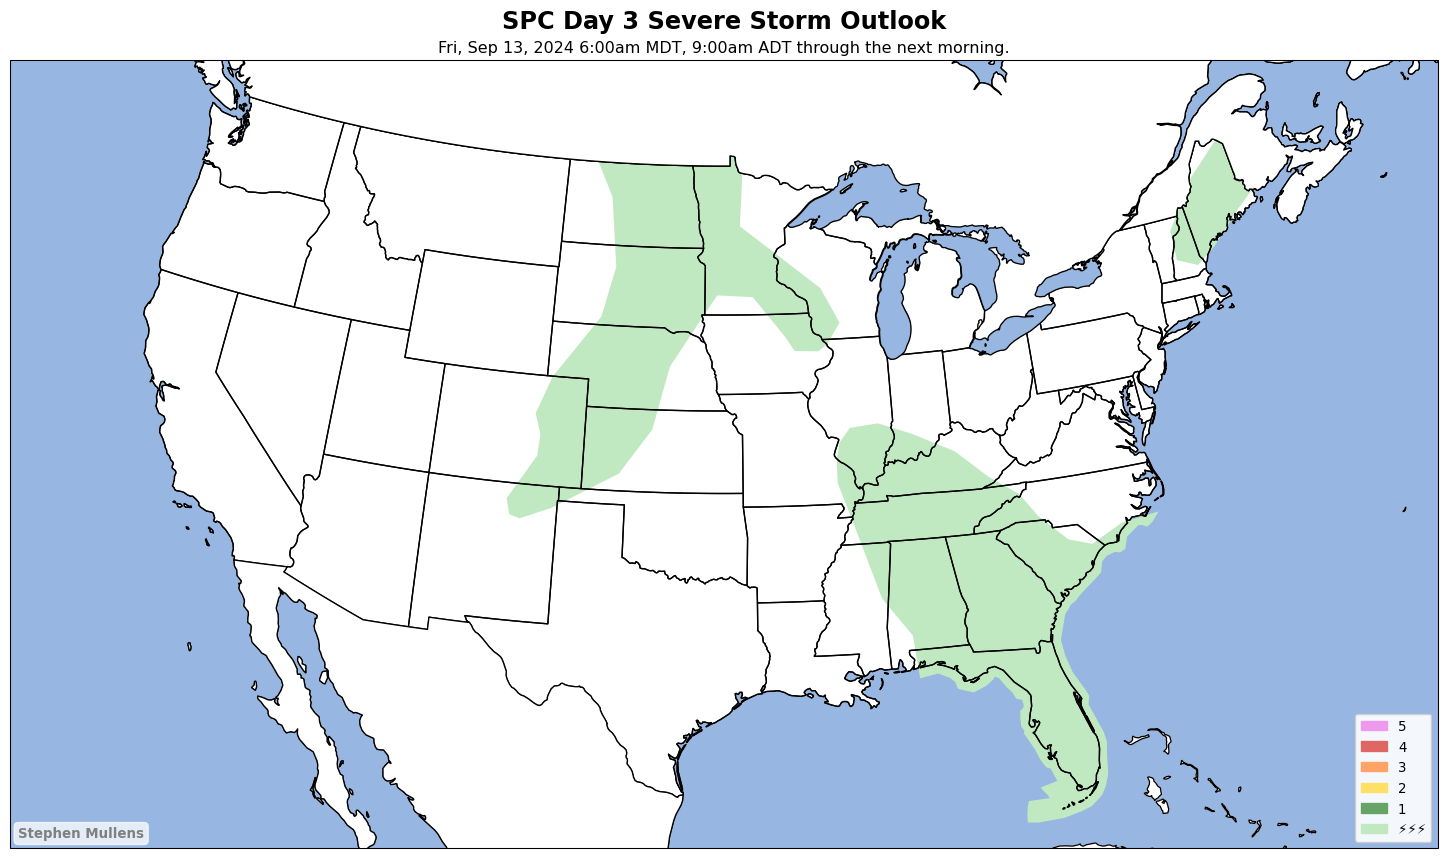 SPC Day 3 Severe Storm Outlook
Fri, Sep 13, 2024 6:00am MDT, 9:00am ADT through the next morning.
5
4
3
2
1
⚡⚡⚡
Stephen Mullens